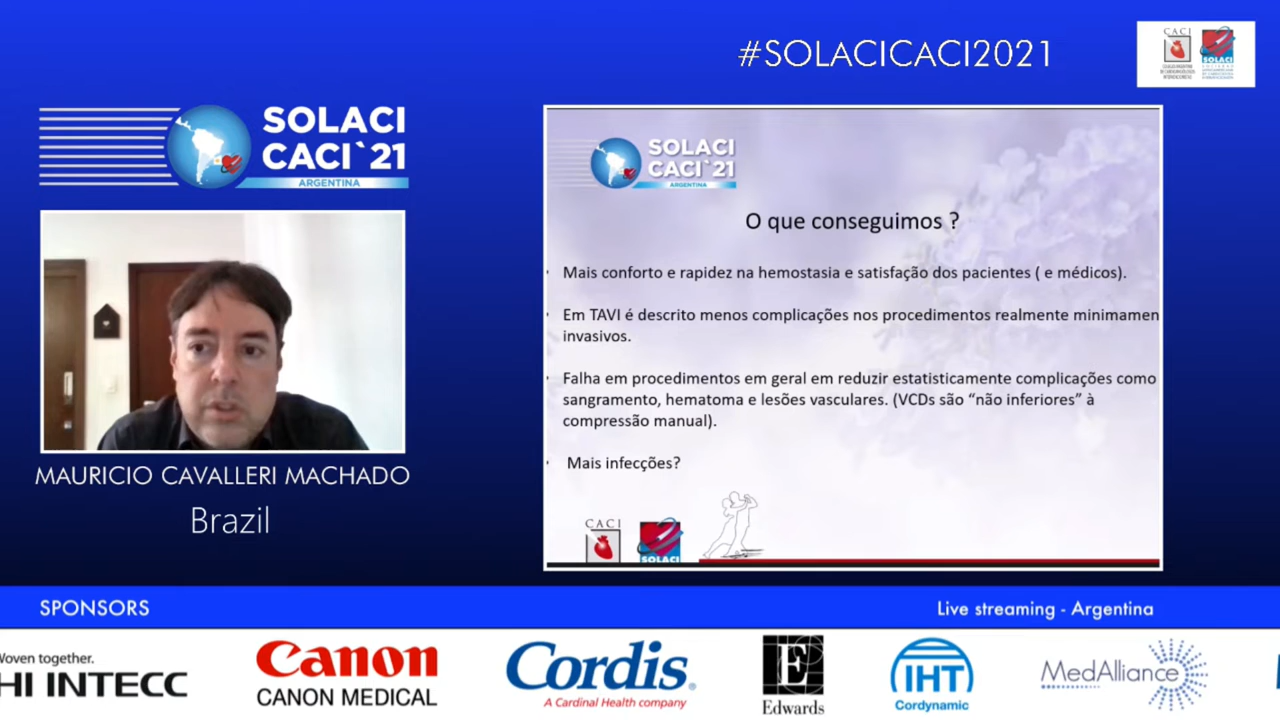 #SOLACICACI2021
CACI
SOLACI
SOLACI
CACI`21
ARGENTINA
MAURICIO CAVALLERI MACHADO
Brazil
SOLACI
CACI`21
ARGENTINA
O que conseguimos ?
Mais conforto e rapidez na hemostasia e satisfação dos pacientes ( e médicos).
Em TAVI é descrito menos complicações nos procedimentos realmente minimamen
invasivos.
Falha em procedimentos em geral em reduzir estatisticamente complicações como
sangramento, hematoma e lesões vasculares. (VCDs são “não inferiores” à
compressão manual).
Mais infecções?
CACI
SOLACI
SPONSORS
Live streaming - Argentina
Woven together.
HI INTECC
Canon
CANON MEDICAL
Cordis®
A Cardinal Health company
E
Edwards
IHT
Cordynamic
MedAlliance